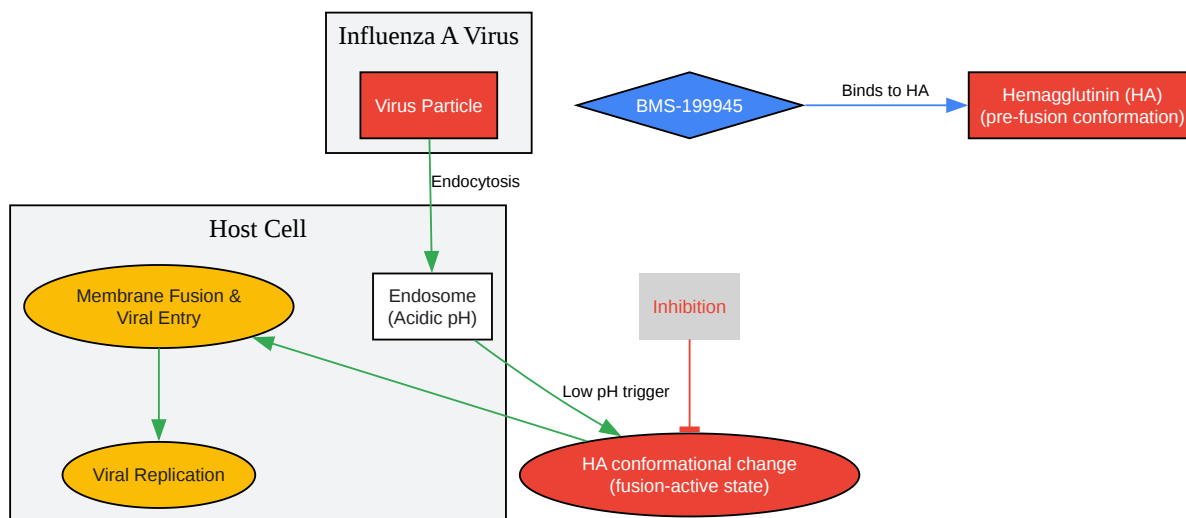 Influenza A Virus
Virus Particle
BMS-199945
Binds to HA
Hemagglutinin (HA)
(pre-fusion conformation)
Endocytosis
Host Cell
Membrane Fusion &
Viral Entry
Endosome
(Acidic pH)
Inhibition
Low pH trigger
Viral Replication
HA conformational change
(fusion-active state)